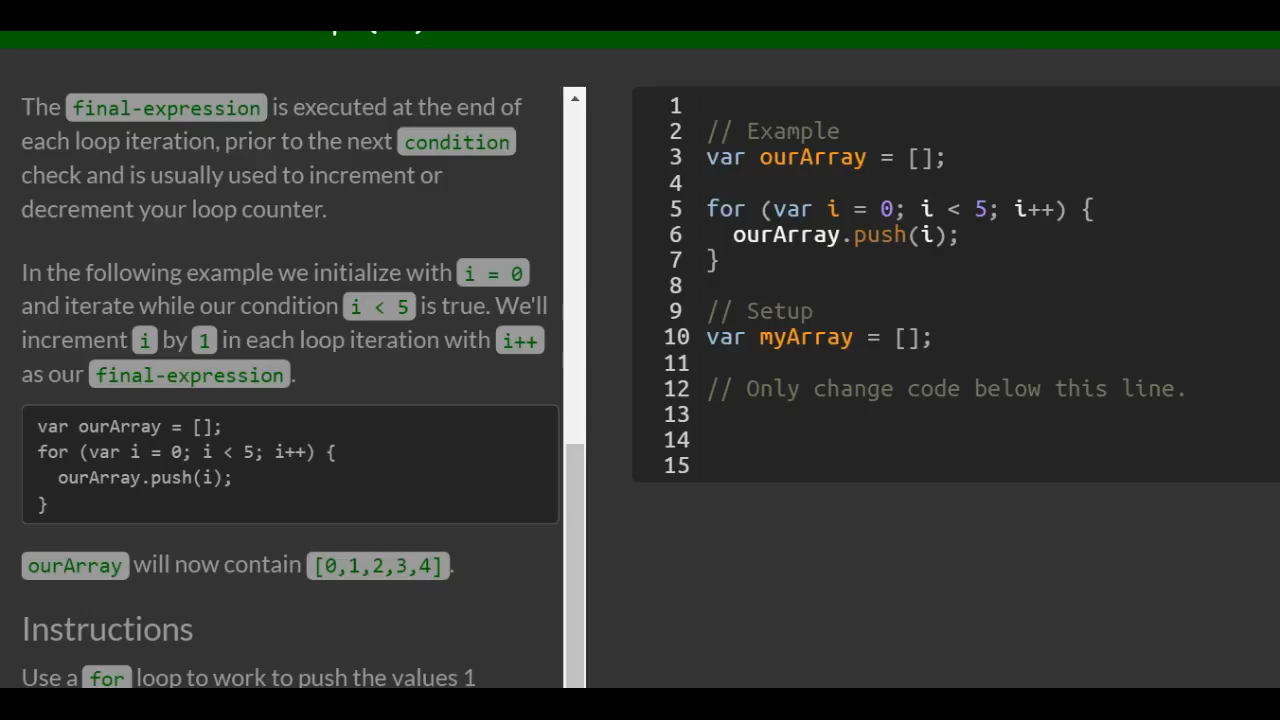 The final-expression is executed at the end of
each loop iteration, prior to the next condition
check and is usually used to increment or
decrement your loop counter.
In the following example we initialize with i = 0
and iterate while our condition i < 5 is true. We'll
increment i by 1 in each loop iteration with i++
as our final-expression.
var ourArray = [];
for (var i = 0; i < 5; i++) {
  ourArray.push(i);
}
ourArray will now contain [0,1,2,3,4].
Instructions
Use a for loop to work to push the values 1
1
2 // Example
3 var ourArray = [];
4
5 for (var i = 0; i < 5; i++) {
6   ourArray.push(i);
7 }
8
9 // Setup
10 var myArray = [];
11
12 // Only change code below this line.
13
14
15